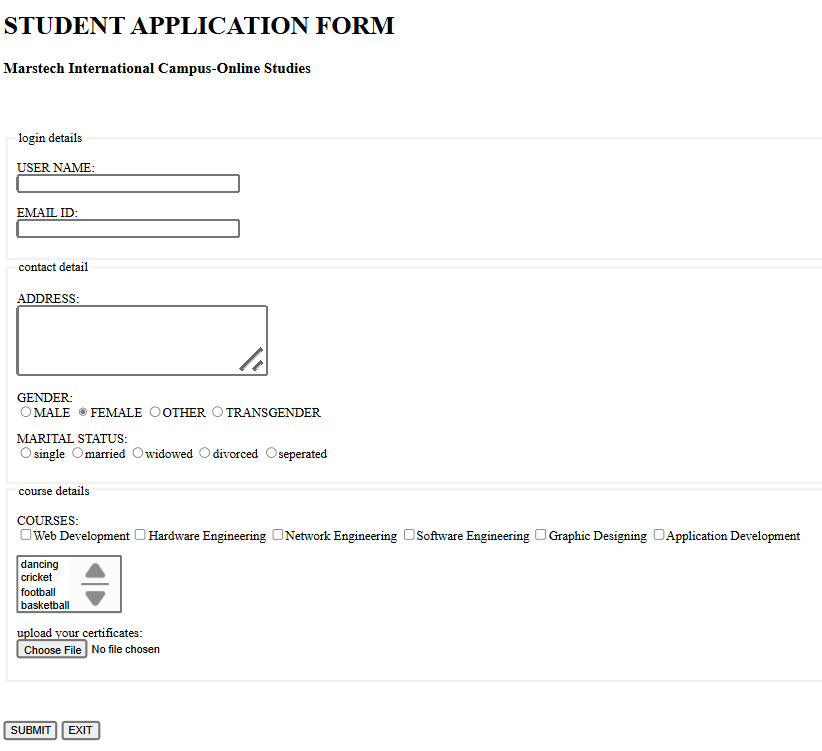 STUDENT APPLICATION FORM
Marstech International Campus-Online Studies
login details
USER NAME:
EMAIL ID:
contact detail
ADDRESS:
GENDER:
MALE FEMALE OTHER TRANSGENDER
MARITAL STATUS:
single married widowed divorced seperated
course details
COURSES:
Web Development Hardware Engineering Network Engineering Software Engineering Graphic Designing Application Development
dancing
cricket
football
basketball
upload your certificates:
Choose File No file chosen
SUBMIT EXIT